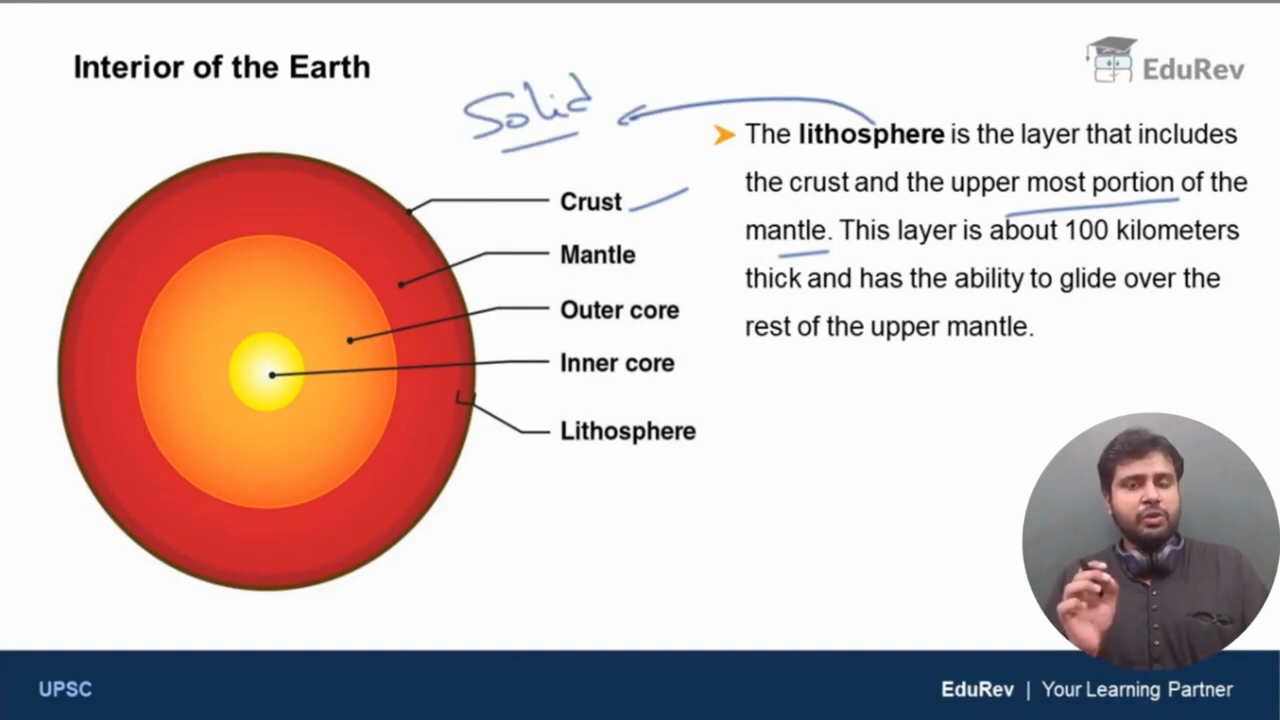 Interior of the Earth
EduRev
Solid
Crust
Mantle
Outer core
Inner core
Lithosphere
The lithosphere is the layer that includes
the crust and the upper most portion of the
mantle. This layer is about 100 kilometers
thick and has the ability to glide over the
rest of the upper mantle.
UPSC
EduRev | Your Learning Partner